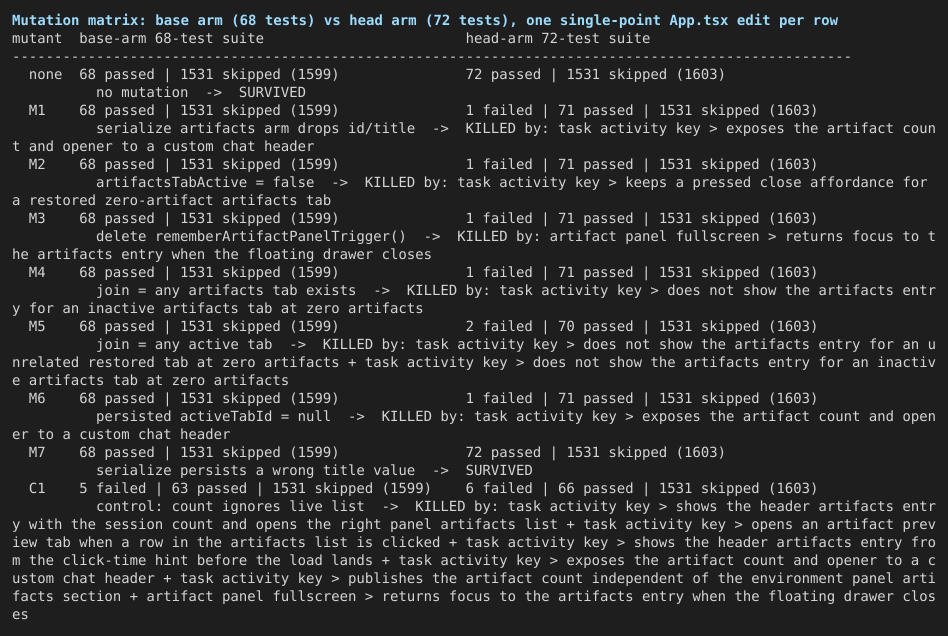 Mutation matrix: base arm (68 tests) vs head arm (72 tests), one single-point App.tsx edit per row
mutant  base-arm 68-test suite                        head-arm 72-test suite
----------------------------------------------------------------------------------------------------
  none  68 passed | 1531 skipped (1599)               72 passed | 1531 skipped (1603)
          no mutation  ->  SURVIVED
  M1    68 passed | 1531 skipped (1599)               1 failed | 71 passed | 1531 skipped (1603)
          serialize artifacts arm drops id/title  ->  KILLED by: task activity key > exposes the artifact coun
t and opener to a custom chat header
  M2    68 passed | 1531 skipped (1599)               1 failed | 71 passed | 1531 skipped (1603)
          artifactsTabActive = false  ->  KILLED by: task activity key > keeps a pressed close affordance for
a restored zero-artifact artifacts tab
  M3    68 passed | 1531 skipped (1599)               1 failed | 71 passed | 1531 skipped (1603)
          delete rememberArtifactPanelTrigger()  ->  KILLED by: artifact panel fullscreen > returns focus to t
he artifacts entry when the floating drawer closes
  M4    68 passed | 1531 skipped (1599)               1 failed | 71 passed | 1531 skipped (1603)
          join = any artifacts tab exists  ->  KILLED by: task activity key > does not show the artifacts entr
y for an inactive artifacts tab at zero artifacts
  M5    68 passed | 1531 skipped (1599)               2 failed | 70 passed | 1531 skipped (1603)
          join = any active tab  ->  KILLED by: task activity key > does not show the artifacts entry for an u
nrelated restored tab at zero artifacts + task activity key > does not show the artifacts entry for an inactiv
e artifacts tab at zero artifacts
  M6    68 passed | 1531 skipped (1599)               1 failed | 71 passed | 1531 skipped (1603)
          persisted activeTabId = null  ->  KILLED by: task activity key > exposes the artifact count and open
er to a custom chat header
  M7    68 passed | 1531 skipped (1599)               72 passed | 1531 skipped (1603)
          serialize persists a wrong title value  ->  SURVIVED
  C1    5 failed | 63 passed | 1531 skipped (1599)    6 failed | 66 passed | 1531 skipped (1603)
          control: count ignores live list  ->  KILLED by: task activity key > shows the header artifacts entr
y with the session count and opens the right panel artifacts list + task activity key > opens an artifact prev
iew tab when a row in the artifacts list is clicked + task activity key > shows the header artifacts entry fro
m the click-time hint before the load lands + task activity key > exposes the artifact count and opener to a c
ustom chat header + task activity key > publishes the artifact count independent of the environment panel arti
facts section + artifact panel fullscreen > returns focus to the artifacts entry when the floating drawer clos
es